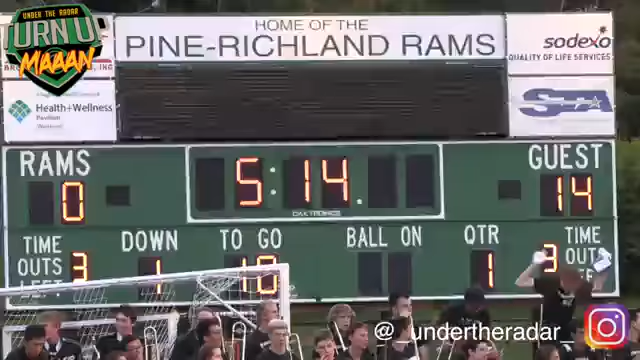 UNDER THE RADAR
TURN UP
MAAAN
HOME OF THE
PINE-RICHLAND RAMS
sodexo
QUALITY OF LIFE SERVICES
Health+Wellness
Pavilion
RAMS
0
5:14
DAKTRONICS
GUEST
14
TIME
OUTS
LEFT
3
DOWN
1
TO GO
10
BALL ON
QTR
1
3
TIME
OUTS
@_undertheradar